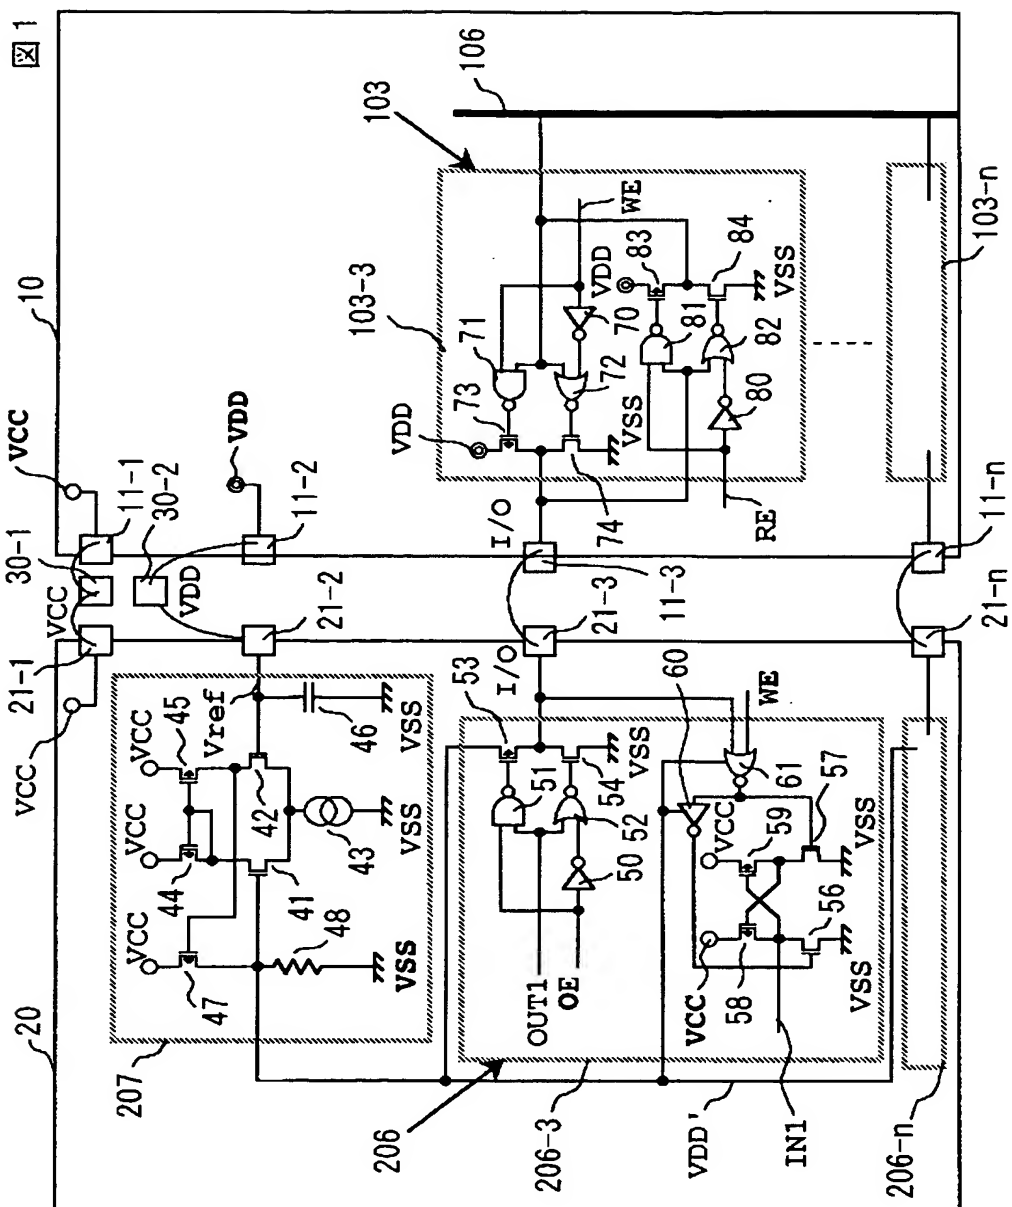 図1
20
10
VCC
21-1
30-1
VCC
11-1
VCC
30-2
VDD
11-2
VDD
21-2
207
VCC
VCC
VCC
45
44
47
Vref
42
41
43
46
48
VSS
VSS
VSS
206
206-3
I/O
53
51
54
52
50
VSS
OUT1
OE
21-3
11-3
I/O
60
WE
61
VCC
59
57
VCC
58
56
VSS
VSS
IN1
VDD'
206-n
21-n
11-n
103
106
103-3
VDD
73
71
72
70
WE
74
VSS
VDD
83
81
84
82
80
VSS
RE
103-n